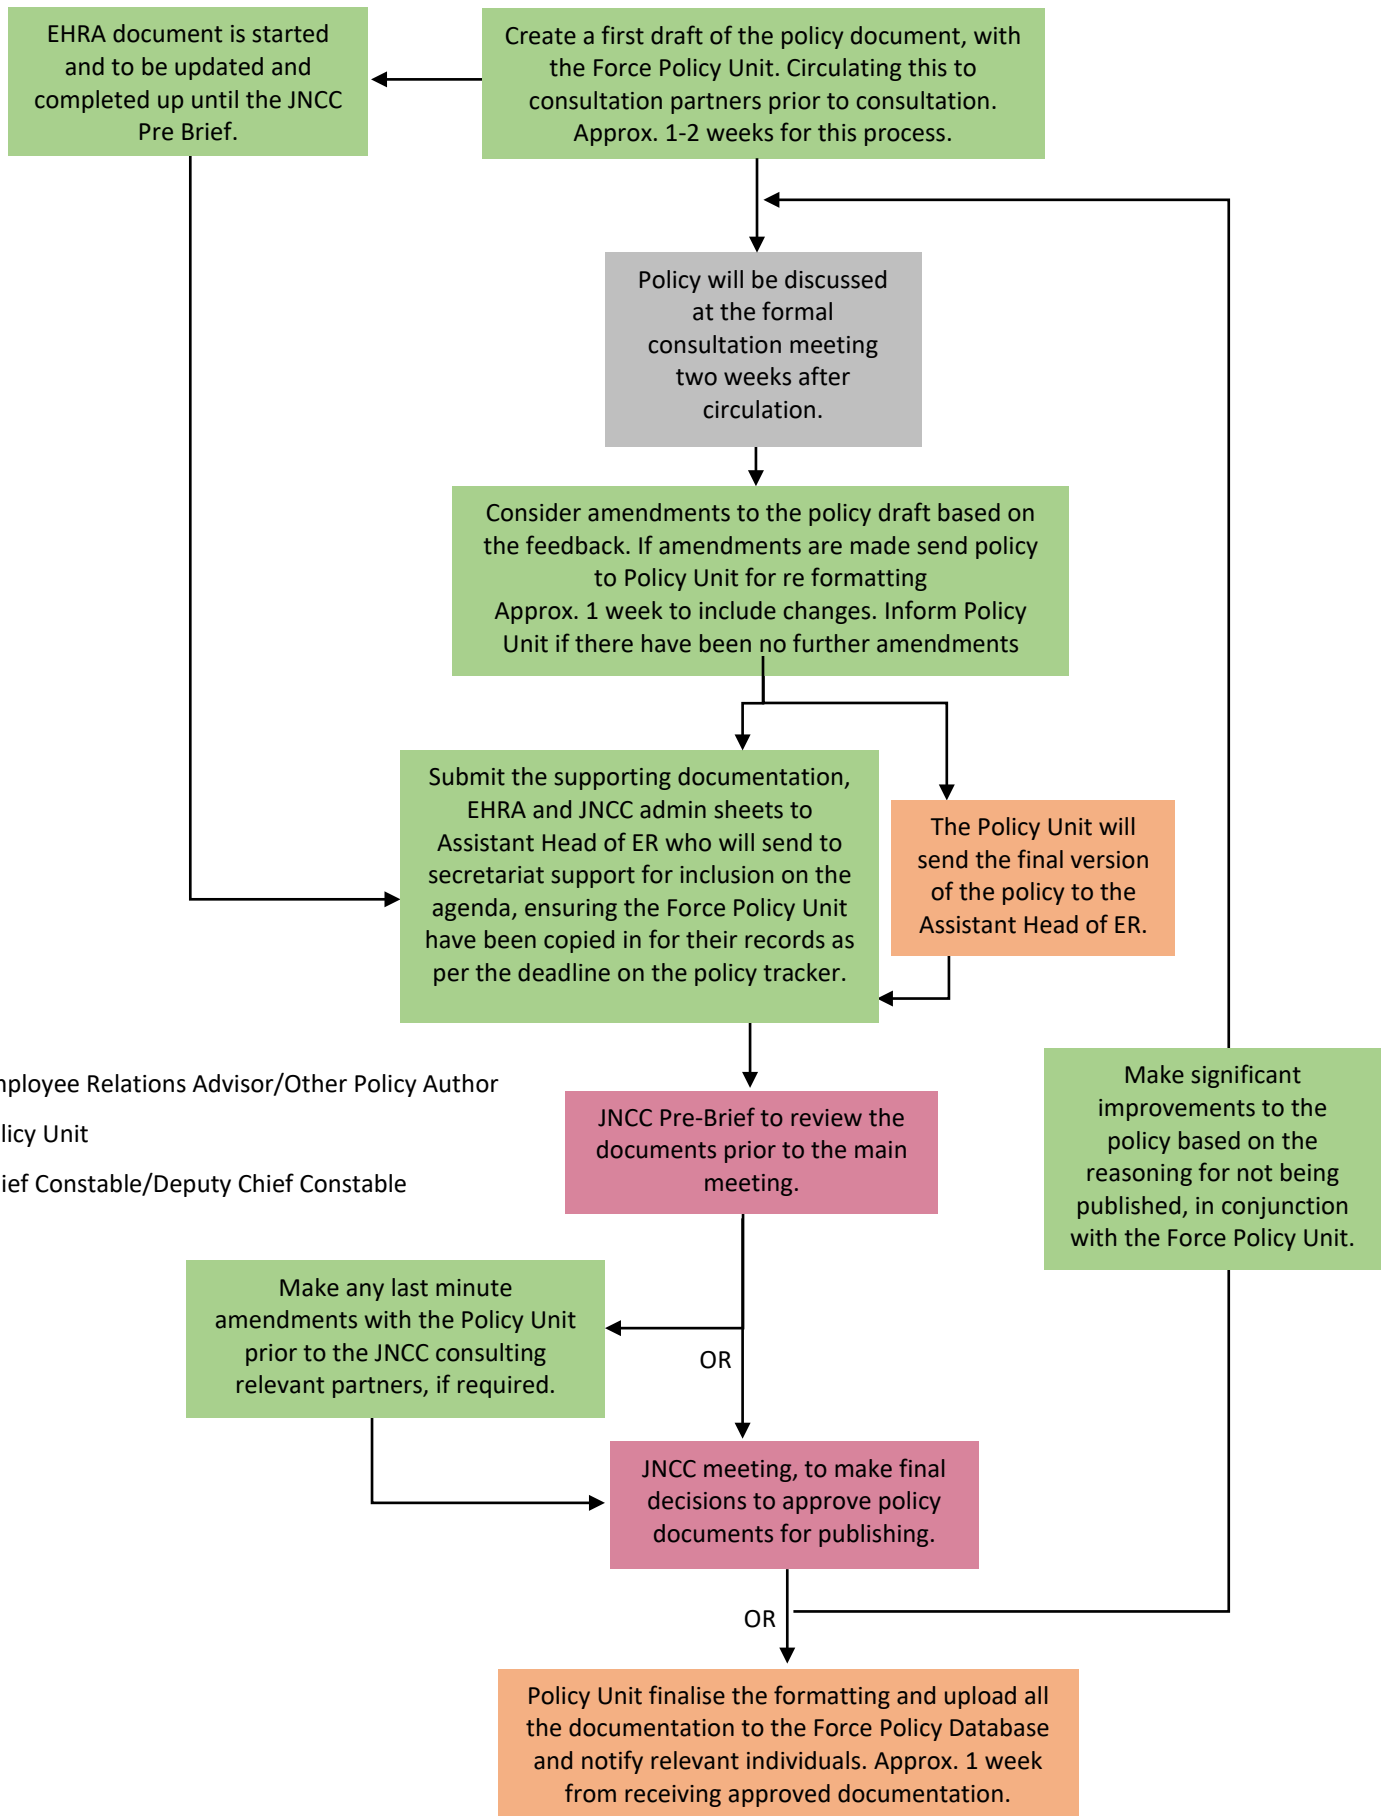 EHRA document is started
and to be updated and
completed up until the JNCC
Pre Brief.
Create a first draft of the policy document, with
the Force Policy Unit. Circulating this to
consultation partners prior to consultation.
Approx. 1-2 weeks for this process.
Policy will be discussed
at the formal
consultation meeting
two weeks after
circulation.
Consider amendments to the policy draft based on
the feedback. If amendments are made send policy
to Policy Unit for re formatting
Approx. 1 week to include changes. Inform Policy
Unit if there have been no further amendments
Submit the supporting documentation,
EHRA and JNCC admin sheets to
Assistant Head of ER who will send to
secretariat support for inclusion on the
agenda, ensuring the Force Policy Unit
have been copied in for their records as
per the deadline on the policy tracker.
The Policy Unit will
send the final version
of the policy to the
Assistant Head of ER.
mployee Relations Advisor/Other Policy Author
licy Unit
ief Constable/Deputy Chief Constable
JNCC Pre-Brief to review the
documents prior to the main
meeting.
Make significant
improvements to the
policy based on the
reasoning for not being
published, in conjunction
with the Force Policy Unit.
Make any last minute
amendments with the Policy Unit
prior to the JNCC consulting
relevant partners, if required.
OR
JNCC meeting, to make final
decisions to approve policy
documents for publishing.
OR
Policy Unit finalise the formatting and upload all
the documentation to the Force Policy Database
and notify relevant individuals. Approx. 1 week
from receiving approved documentation.